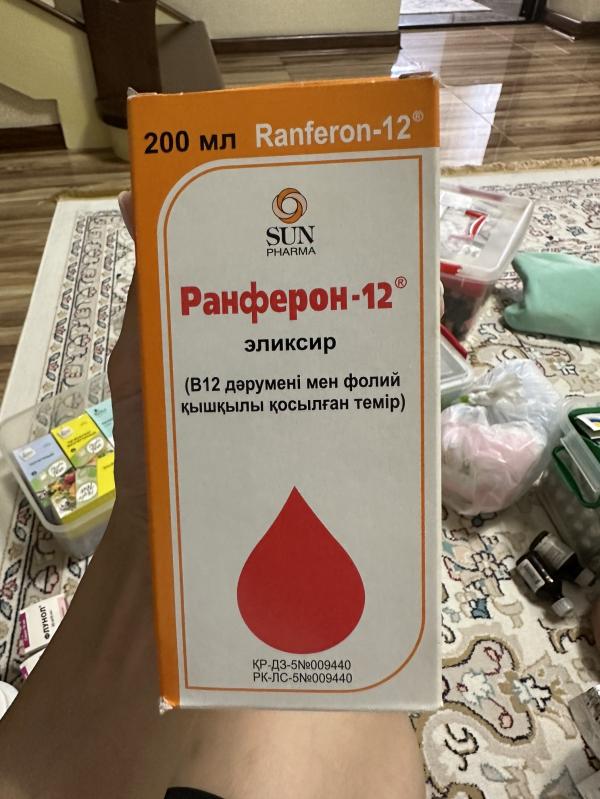 200 мл Ranferon-12®
SUN
PHARMA
Ранферон-12®
эликсир
(В12 дәрумені мен фолий
қышқылы қосылған темір)
ҚР-ДЗ-5№009440
РК-ЛС-5№009440
ФЛУНОЛ